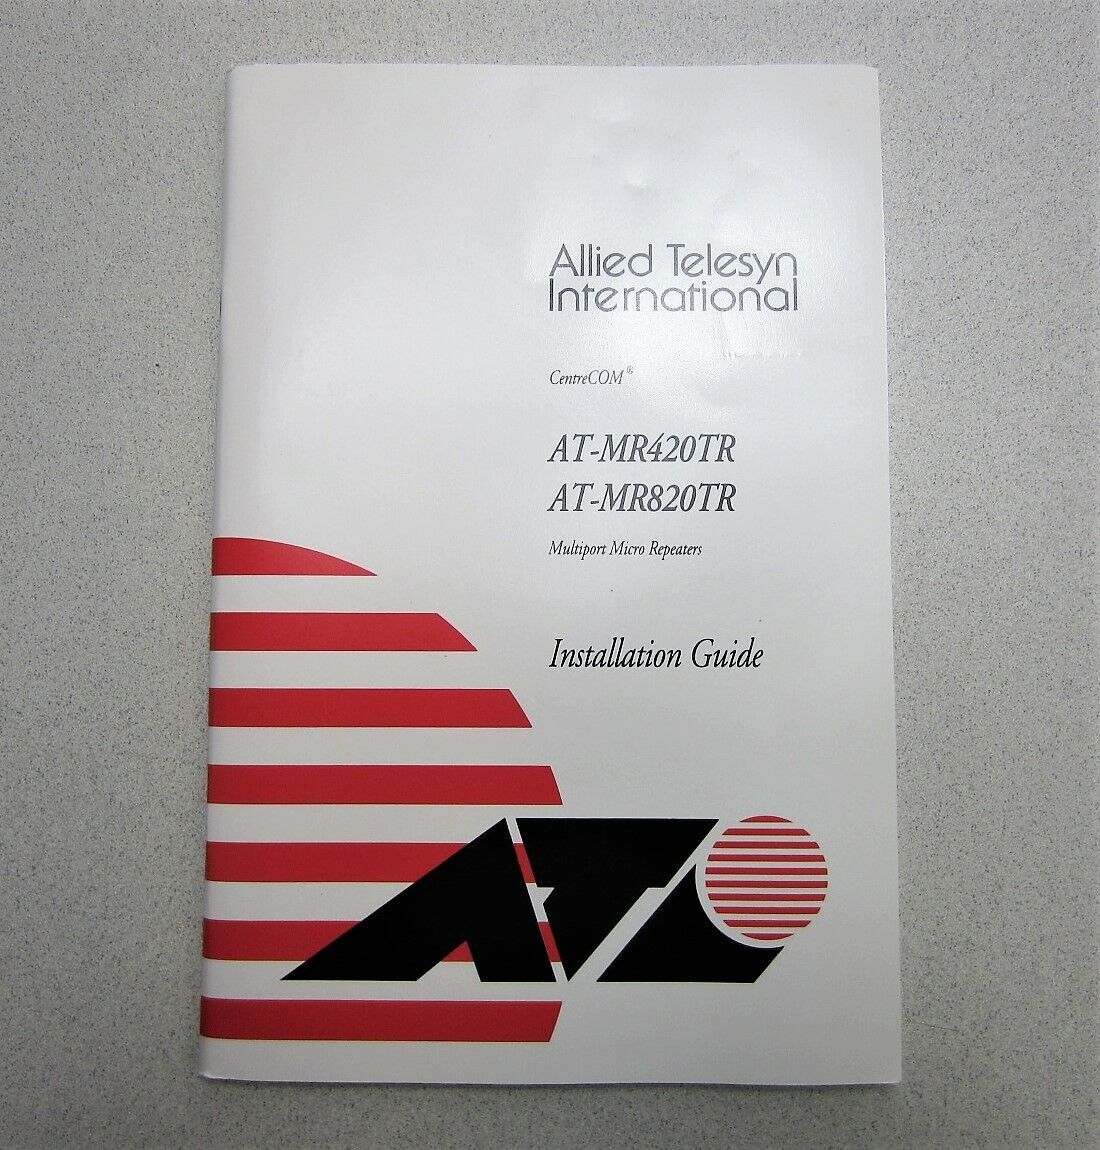 Allied Telesyn
International
CentreCOM®
AT-MR420TR
AT-MR820TR
Multiport Micro Repeaters
Installation Guide